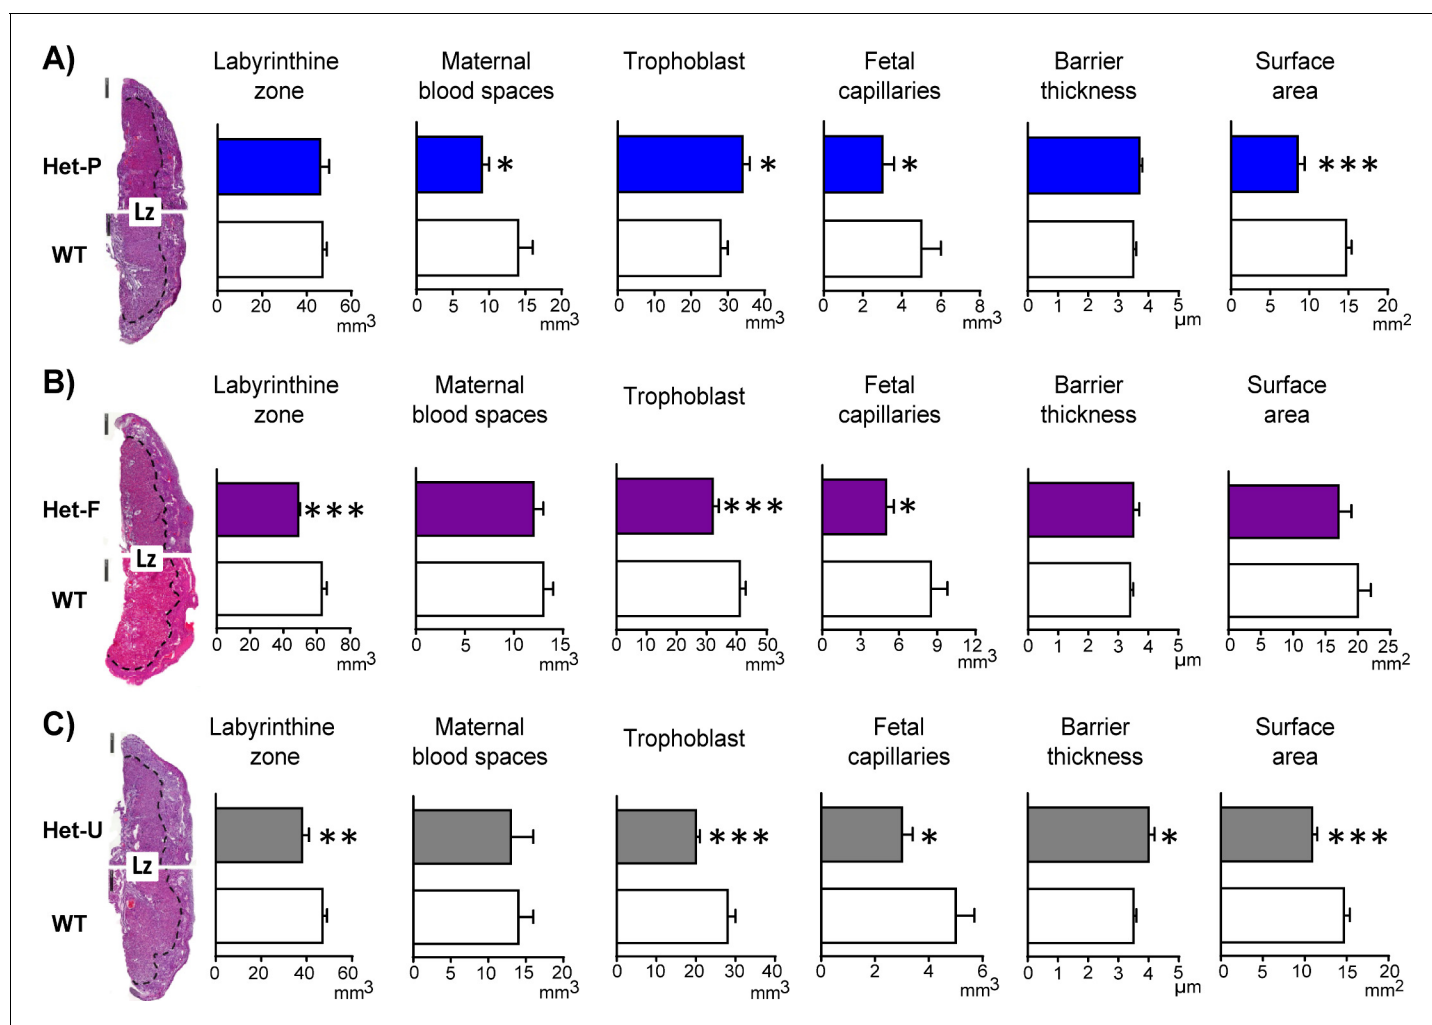 A)
Labyrinthine zone
Maternal blood spaces
Trophoblast
Fetal capillaries
Barrier thickness
Surface area
Het-P
* * * ***
Lz
WT
0 20 40 60 mm3
0 5 10 15 20 mm3
0 10 20 30 40 mm3
0 2 4 6 8 mm3
0 1 2 3 4 5 µm
0 5 10 15 20 mm2
B)
Labyrinthine zone
Maternal blood spaces
Trophoblast
Fetal capillaries
Barrier thickness
Surface area
Het-F
*** *** *
Lz
WT
0 20 40 60 80 mm3
0 5 10 15 mm3
0 10 20 30 40 50 mm3
0 3 6 9 12 mm3
0 1 2 3 4 5 µm
0 5 10 15 20 25 mm2
C)
Labyrinthine zone
Maternal blood spaces
Trophoblast
Fetal capillaries
Barrier thickness
Surface area
Het-U
** *** * * ***
Lz
WT
0 20 40 60 mm3
0 5 10 15 20 mm3
0 10 20 30 40 mm3
0 2 4 6 mm3
0 1 2 3 4 5 µm
0 5 10 15 20 mm2